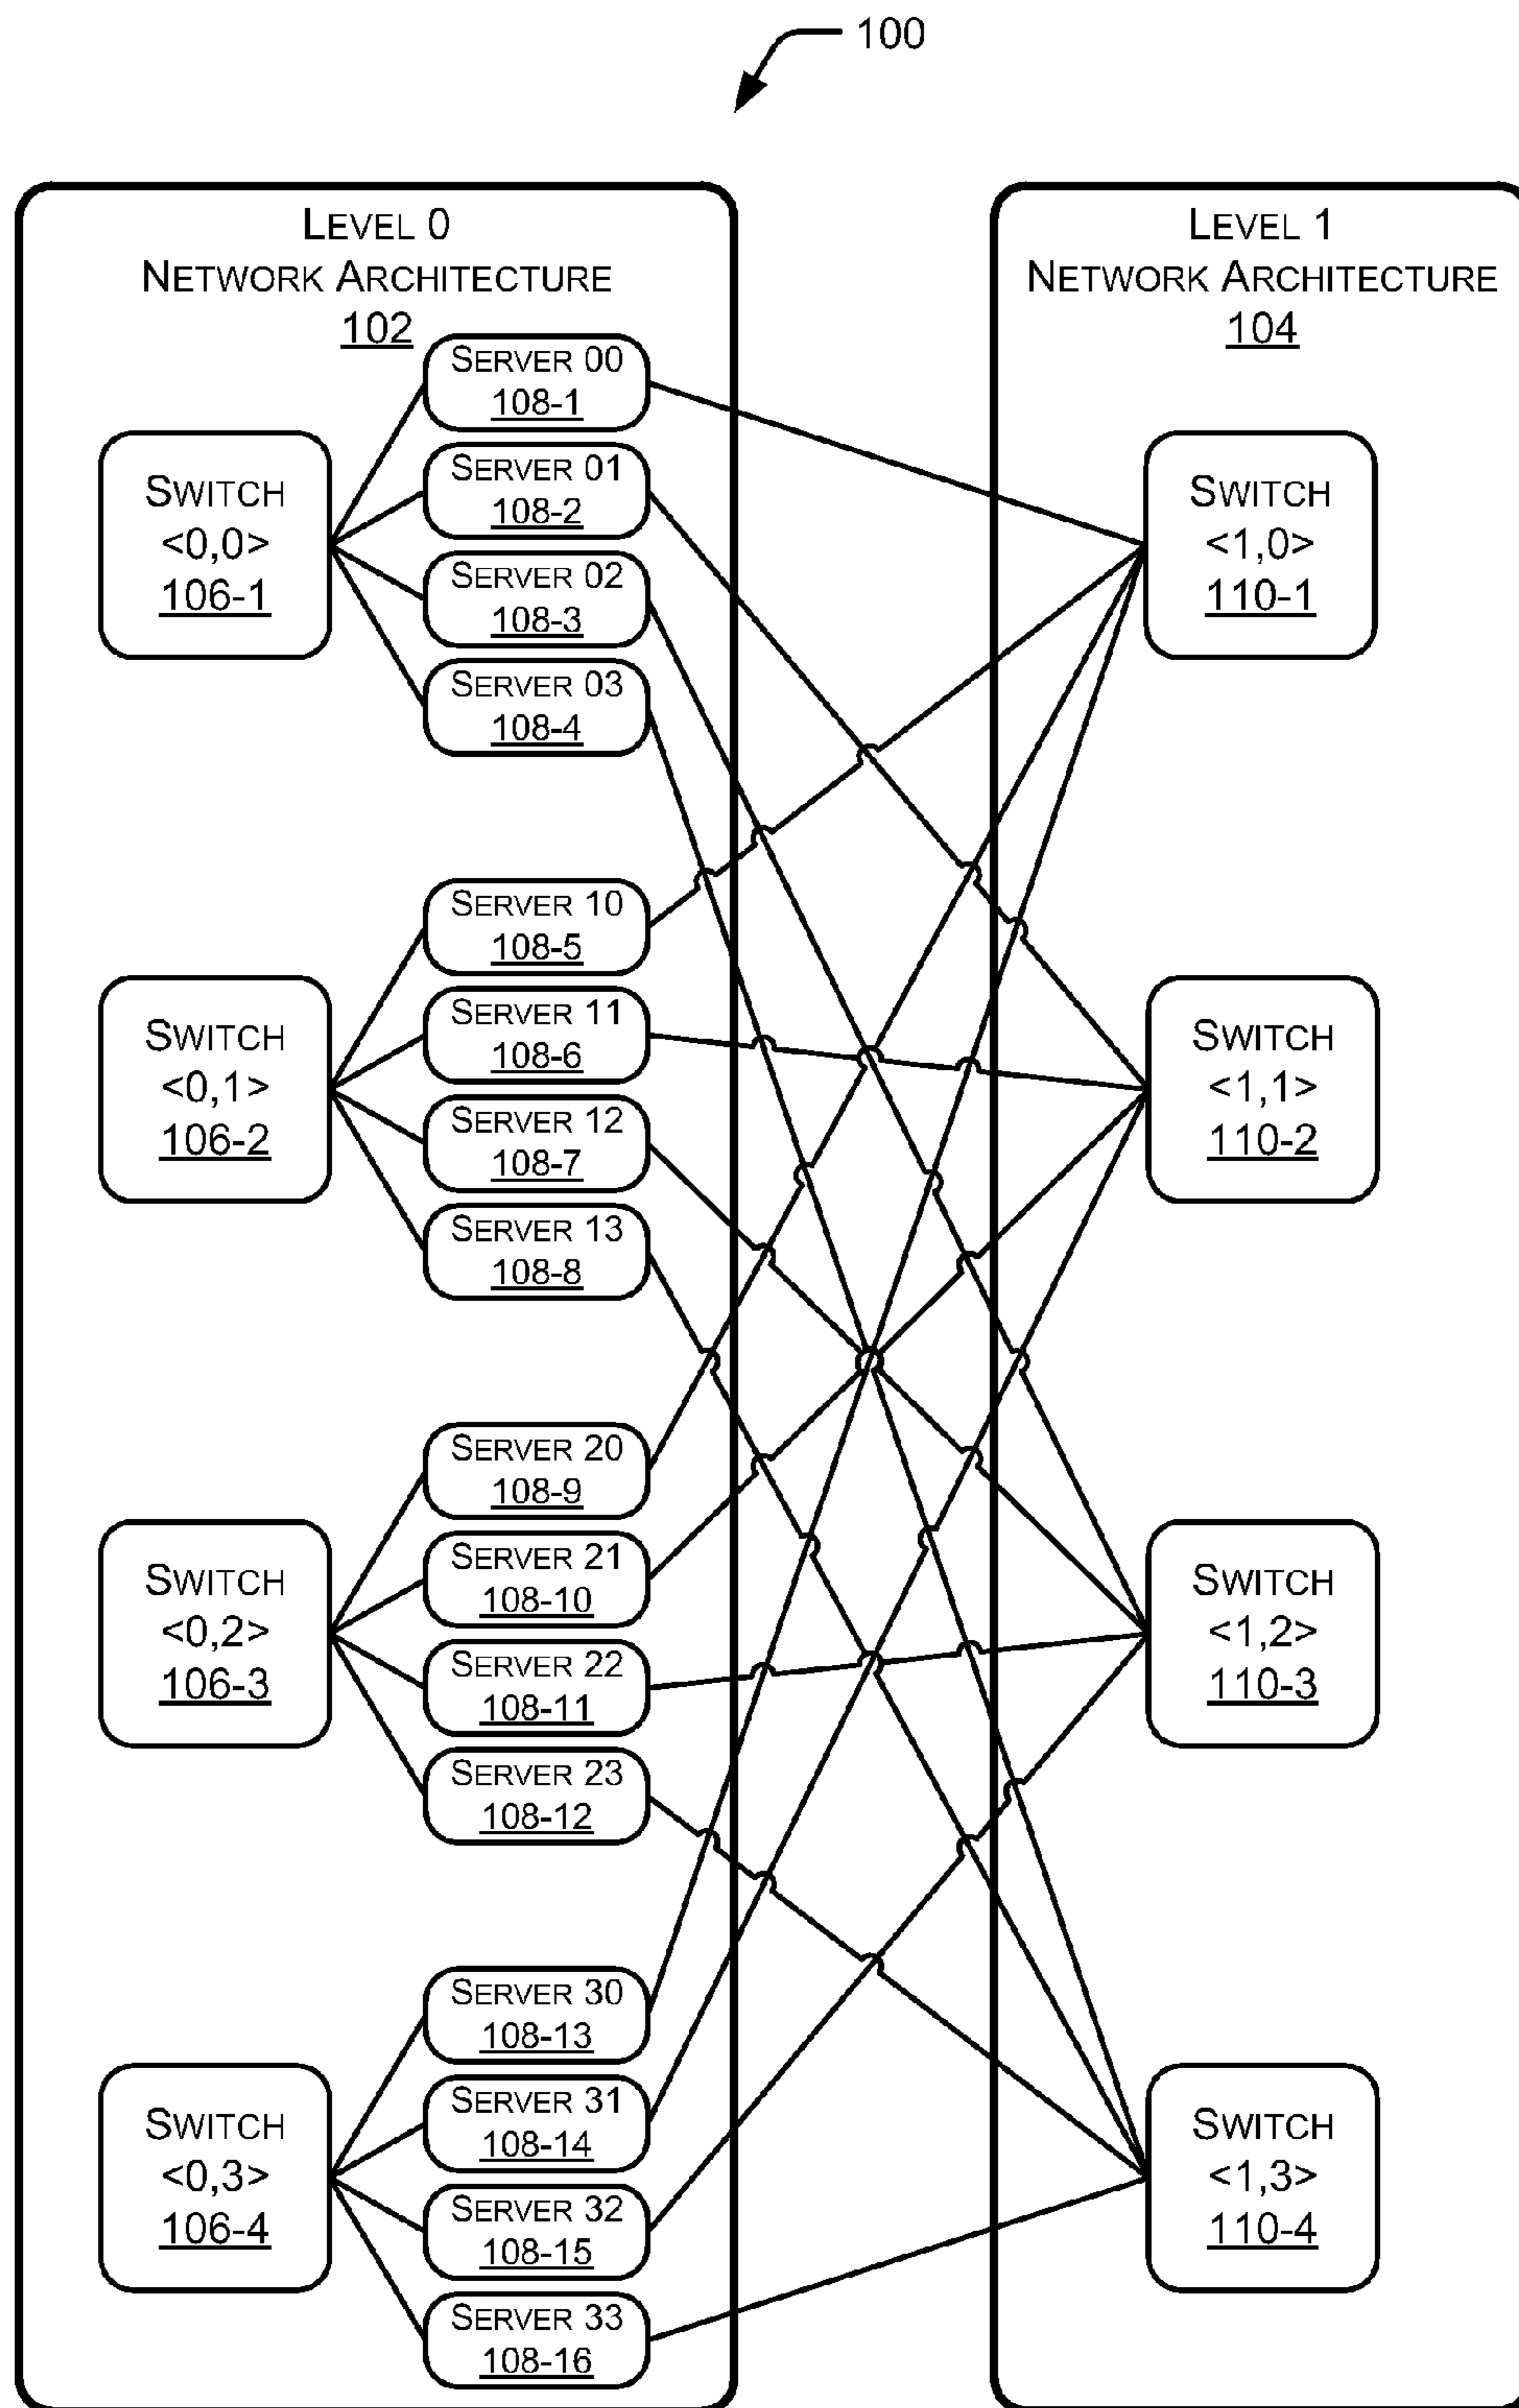 100
LEVEL 0
NETWORK ARCHITECTURE
102
SERVER 00
108-1
SERVER 01
108-2
SERVER 02
108-3
SERVER 03
108-4
SWITCH
<0,0>
106-1
SERVER 10
108-5
SERVER 11
108-6
SERVER 12
108-7
SERVER 13
108-8
SWITCH
<0,1>
106-2
SERVER 20
108-9
SERVER 21
108-10
SERVER 22
108-11
SERVER 23
108-12
SWITCH
<0,2>
106-3
SERVER 30
108-13
SERVER 31
108-14
SERVER 32
108-15
SERVER 33
108-16
SWITCH
<0,3>
106-4
LEVEL 1
NETWORK ARCHITECTURE
104
SWITCH
<1,0>
110-1
SWITCH
<1,1>
110-2
SWITCH
<1,2>
110-3
SWITCH
<1,3>
110-4